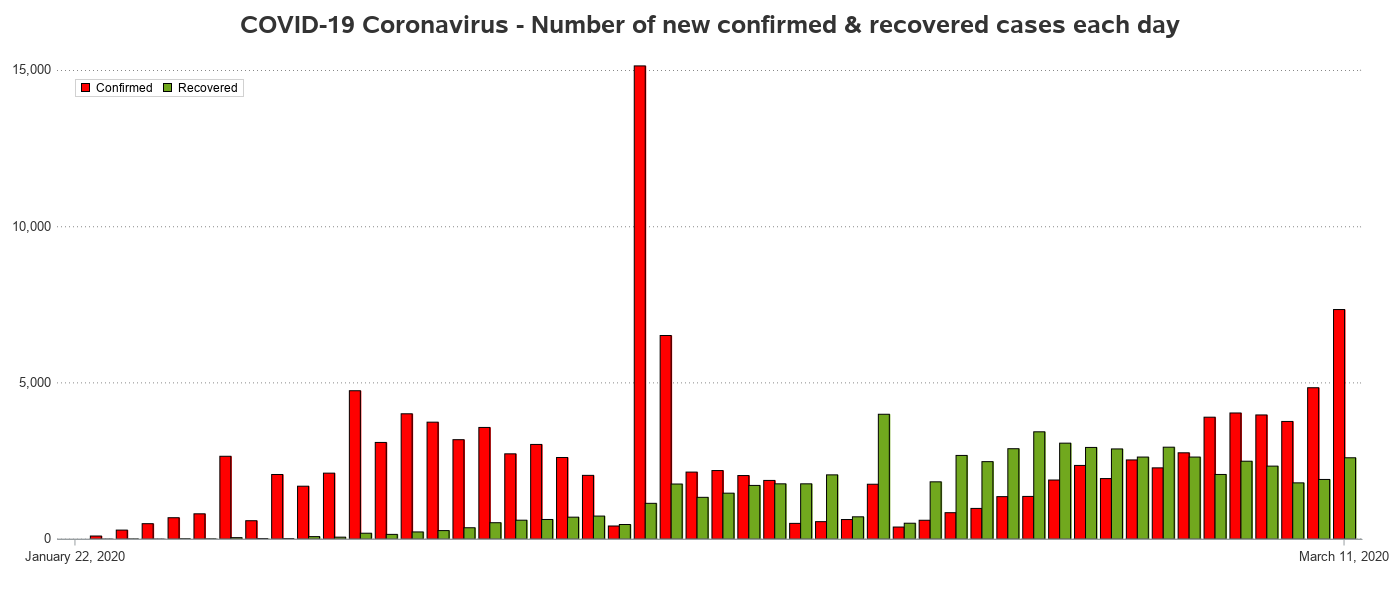 COVID-19 Coronavirus - Number of new confirmed & recovered cases each day
15,000
Confirmed Recovered
10,000
5,000
0
January 22, 2020 March 11, 2020